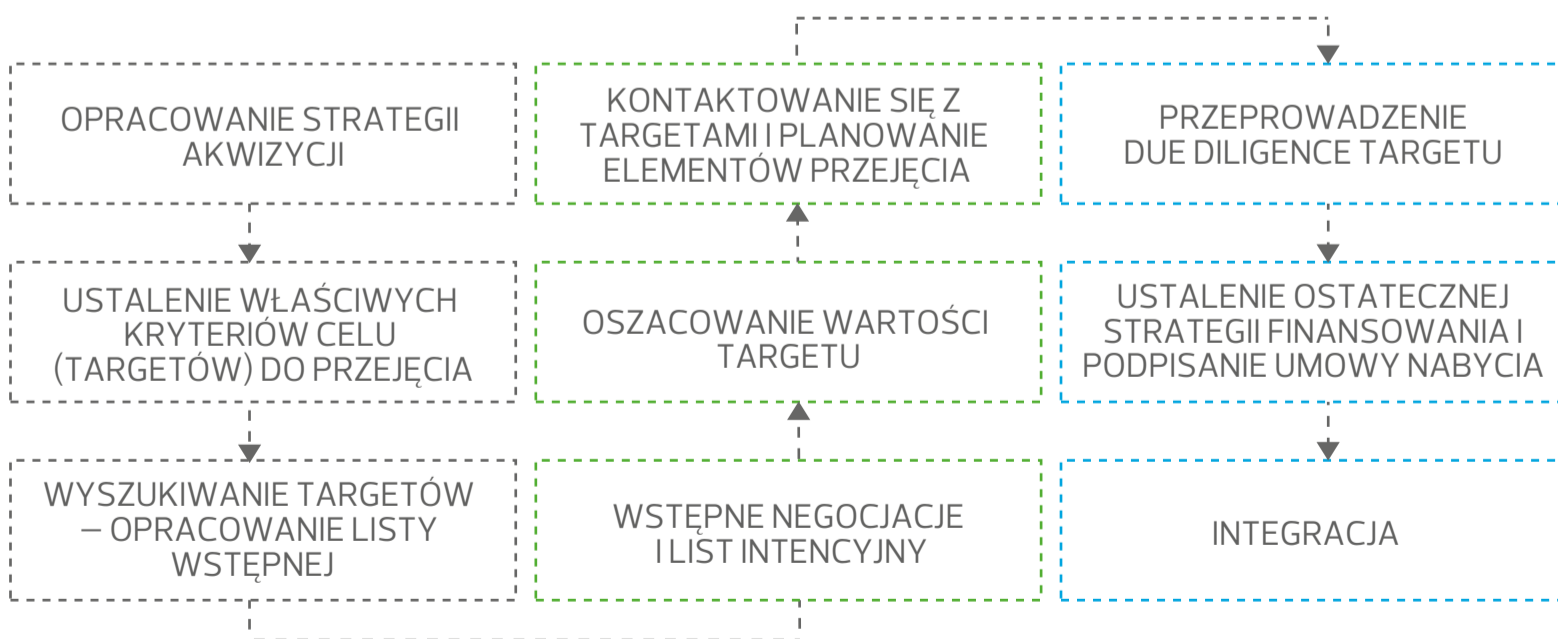 OPRACOWANIE STRATEGII
AKWIZYCJI
USTALENIE WŁAŚCIWYCH
KRYTERIÓW CELU
(TARGETÓW) DO PRZEJĘCIA
WYSZUKIWANIE TARGETÓW
– OPRACOWANIE LISTY
WSTĘPNEJ
WSTĘPNE NEGOCJACJE
I LIST INTENCYJNY
OSZACOWANIE WARTOŚCI
TARGETU
KONTAKTOWANIE SIĘ Z
TARGETAMI I PLANOWANIE
ELEMENTÓW PRZEJĘCIA
PRZEPROWADZENIE
DUE DILIGENCE TARGETU
USTALENIE OSTATECZNEJ
STRATEGII FINANSOWANIA I
PODPISANIE UMOWY NABYCIA
INTEGRACJA